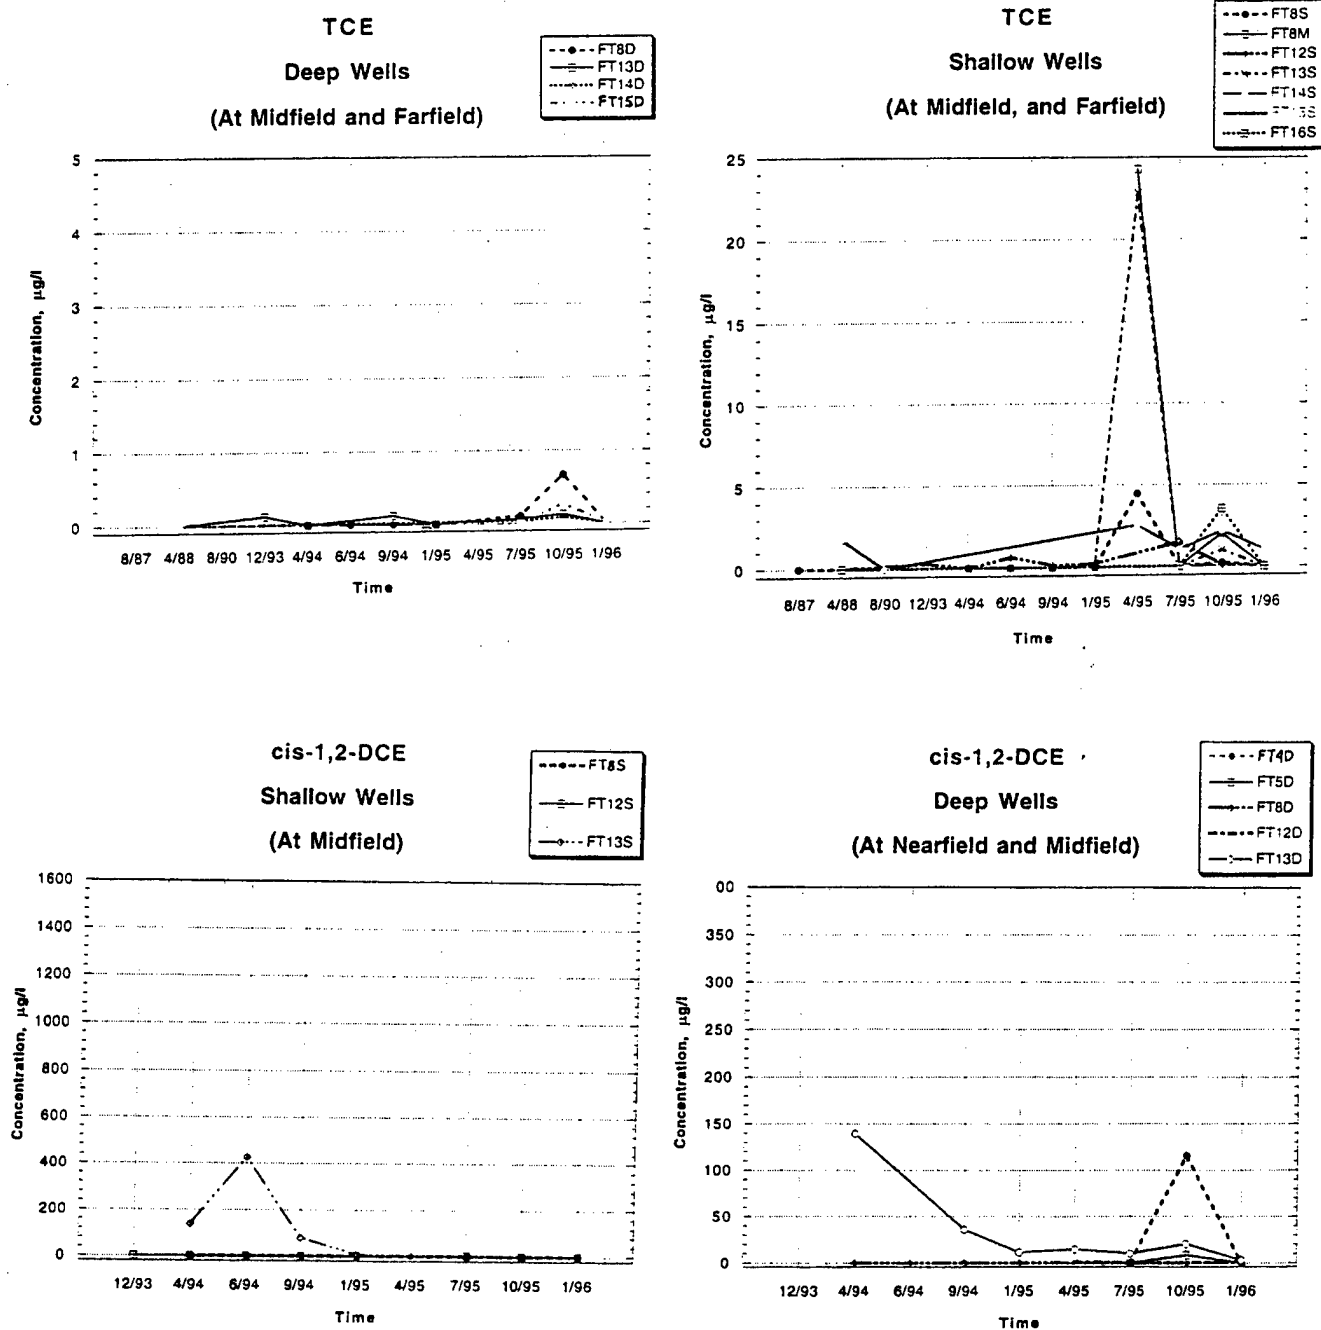 TCE
Deep Wells
(At Midfield and Farfield)
FT8D
FT13D
FT14D
FT15D
5
4
3
2
1
0
Concentration, µg/l
8/87 4/88 8/90 12/93 4/94 6/94 9/94 1/95 4/95 7/95 10/95 1/96
Time
TCE
Shallow Wells
(At Midfield, and Farfield)
FT8S
FT8M
FT12S
FT13S
FT14S
FT16S
25
20
15
10
5
0
Concentration, µg/l
8/87 4/88 8/90 12/93 4/94 6/94 9/94 1/95 4/95 7/95 10/95 1/96
Time
cis-1,2-DCE
Shallow Wells
(At Midfield)
FT8S
FT12S
FT13S
1600
1400
1200
1000
800
600
400
200
0
Concentration, µg/l
12/93 4/94 6/94 9/94 1/95 4/95 7/95 10/95 1/96
Time
cis-1,2-DCE
Deep Wells
(At Nearfield and Midfield)
FT4D
FT5D
FT8D
FT12D
FT13D
00
350
300
250
200
150
100
50
0
Concentration, µg/l
12/93 4/94 6/94 9/94 1/95 4/95 7/95 10/95 1/96
Time